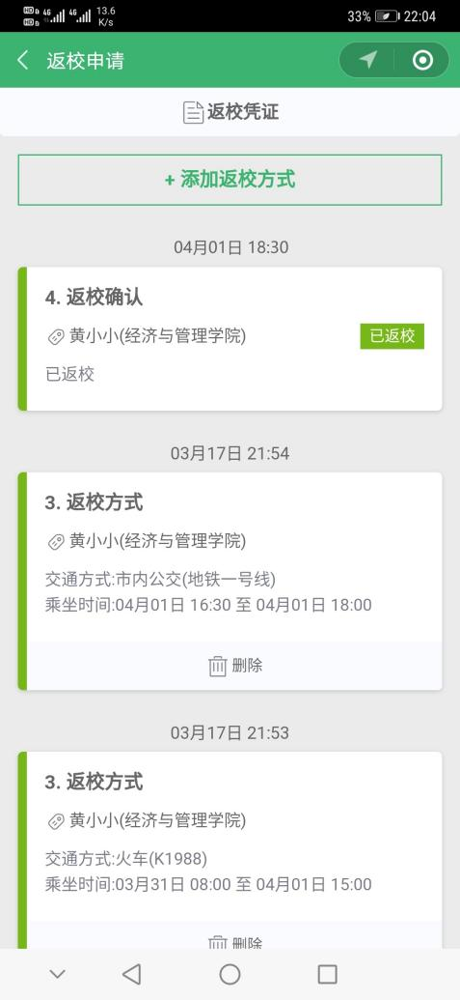 HD 4G 4G 13.6 K/s 33% 22:04
返校申请
返校凭证
+ 添加返校方式
04月01日 18:30
4. 返校确认
黄小小(经济与管理学院) 已返校
已返校
03月17日 21:54
3. 返校方式
黄小小(经济与管理学院)
交通方式:市内公交(地铁一号线)
乘坐时间:04月01日 16:30 至 04月01日 18:00
删除
03月17日 21:53
3. 返校方式
黄小小(经济与管理学院)
交通方式:火车(K1988)
乘坐时间:03月31日 08:00 至 04月01日 15:00
删除